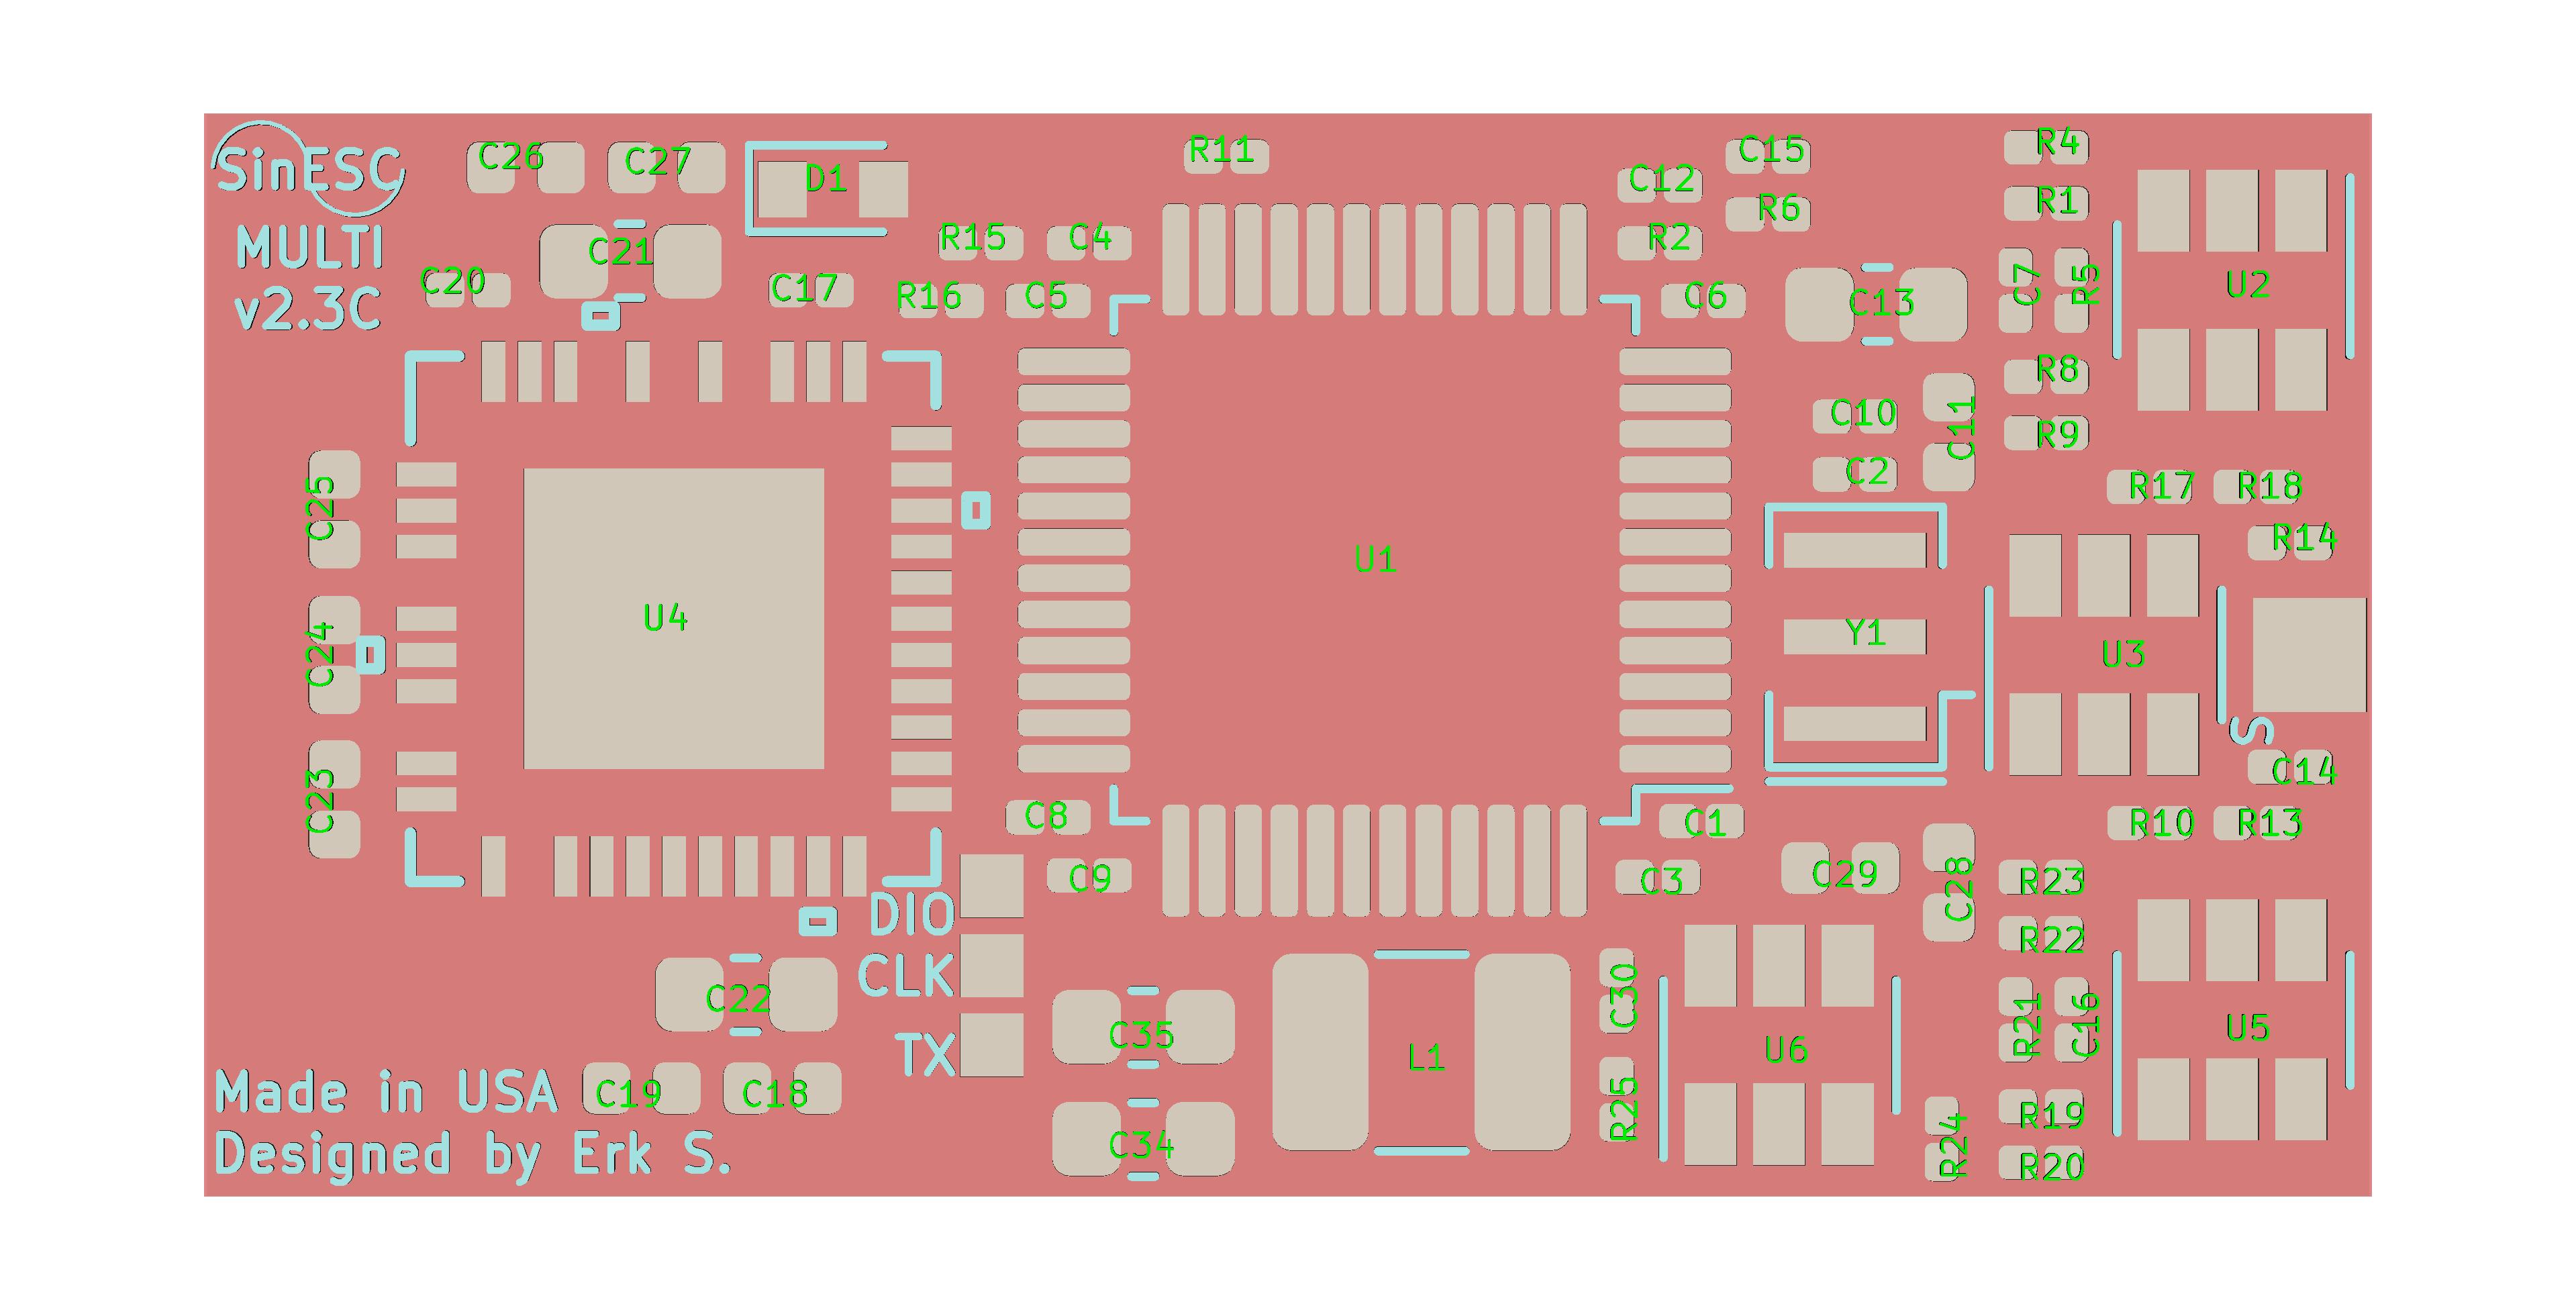 SinESC
MULTI
v2.3C
C26
C27
D1
R11
C15
R4
C12
R6
R1
C21
R15
C4
R2
C20
C17
R16
C5
C6
C13
C7
R5
U2
R8
C10
C11
R9
C2
R17
R18
C25
R14
U1
U4
Y1
U3
C24
S
C14
C23
C8
C1
R10
R13
C9
C3
C29
C28
R23
DIO
R22
CLK
C22
C30
C35
R21
C16
U5
TX
L1
U6
Made in USA
C19
C18
R25
R19
C34
R24
Designed by Erk S.
R20